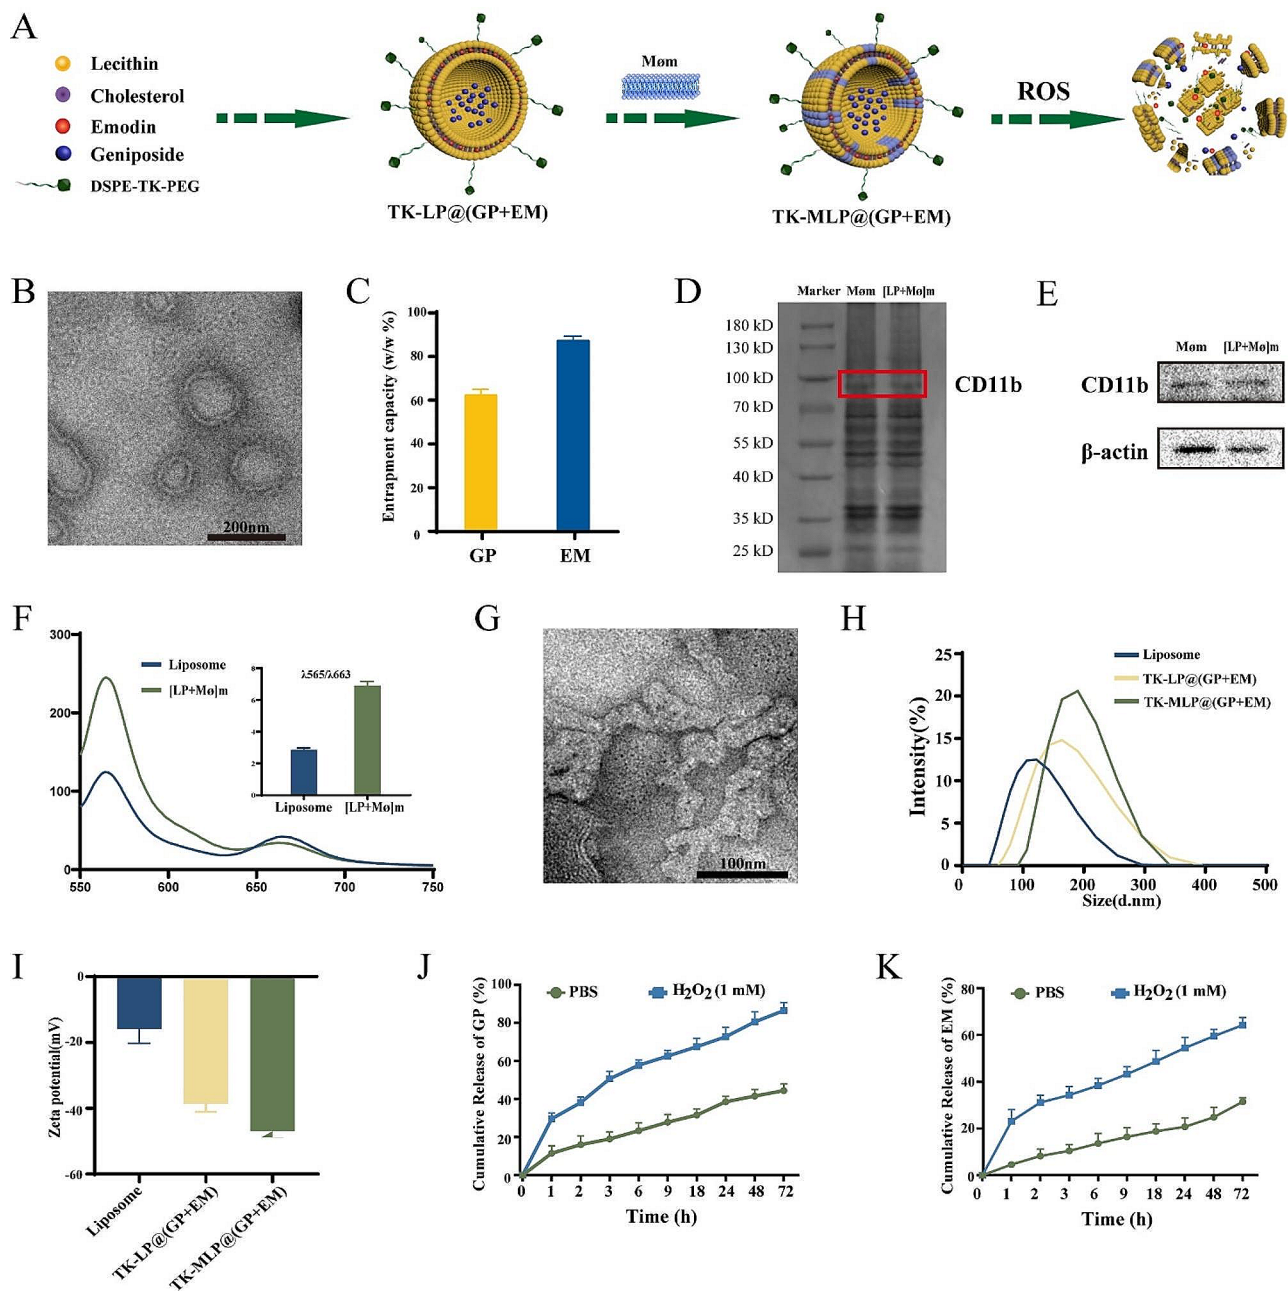 A
Lecithin
Cholesterol
Emodin
Geniposide
DSPE-TK-PEG
TK-LP@(GP+EM)
Møm
TK-MLP@(GP+EM)
ROS
B
200nm
C
Entrapment capacity (w/w %)
100
80
60
40
20
0
GP
EM
D
Marker Møm [LP+Mø]m
180 kD
130 kD
100 kD
70 kD
55 kD
40 kD
35 kD
25 kD
CD11b
E
Møm [LP+Mø]m
CD11b
β-actin
F
300
200
100
0
550 600 650 700 750
Liposome
[LP+Mø]m
λ565/λ663
8
6
4
2
0
Liposome [LP+Mø]m
G
100nm
H
Intensity(%)
25
20
15
10
5
0
0 100 200 300 400 500
Size(d.nm)
Liposome
TK-LP@(GP+EM)
TK-MLP@(GP+EM)
I
Zeta potential(mV)
0
-20
-40
-60
Liposome
TK-LP@(GP+EM)
TK-MLP@(GP+EM)
J
Cumulative Release of GP (%)
100
80
60
40
20
0
PBS
H₂O₂ (1 mM)
0 1 2 3 6 9 18 24 48 72
Time (h)
K
Cumulative Release of EM (%)
80
60
40
20
0
PBS
H₂O₂ (1 mM)
0 1 2 3 6 9 18 24 48 72
Time (h)